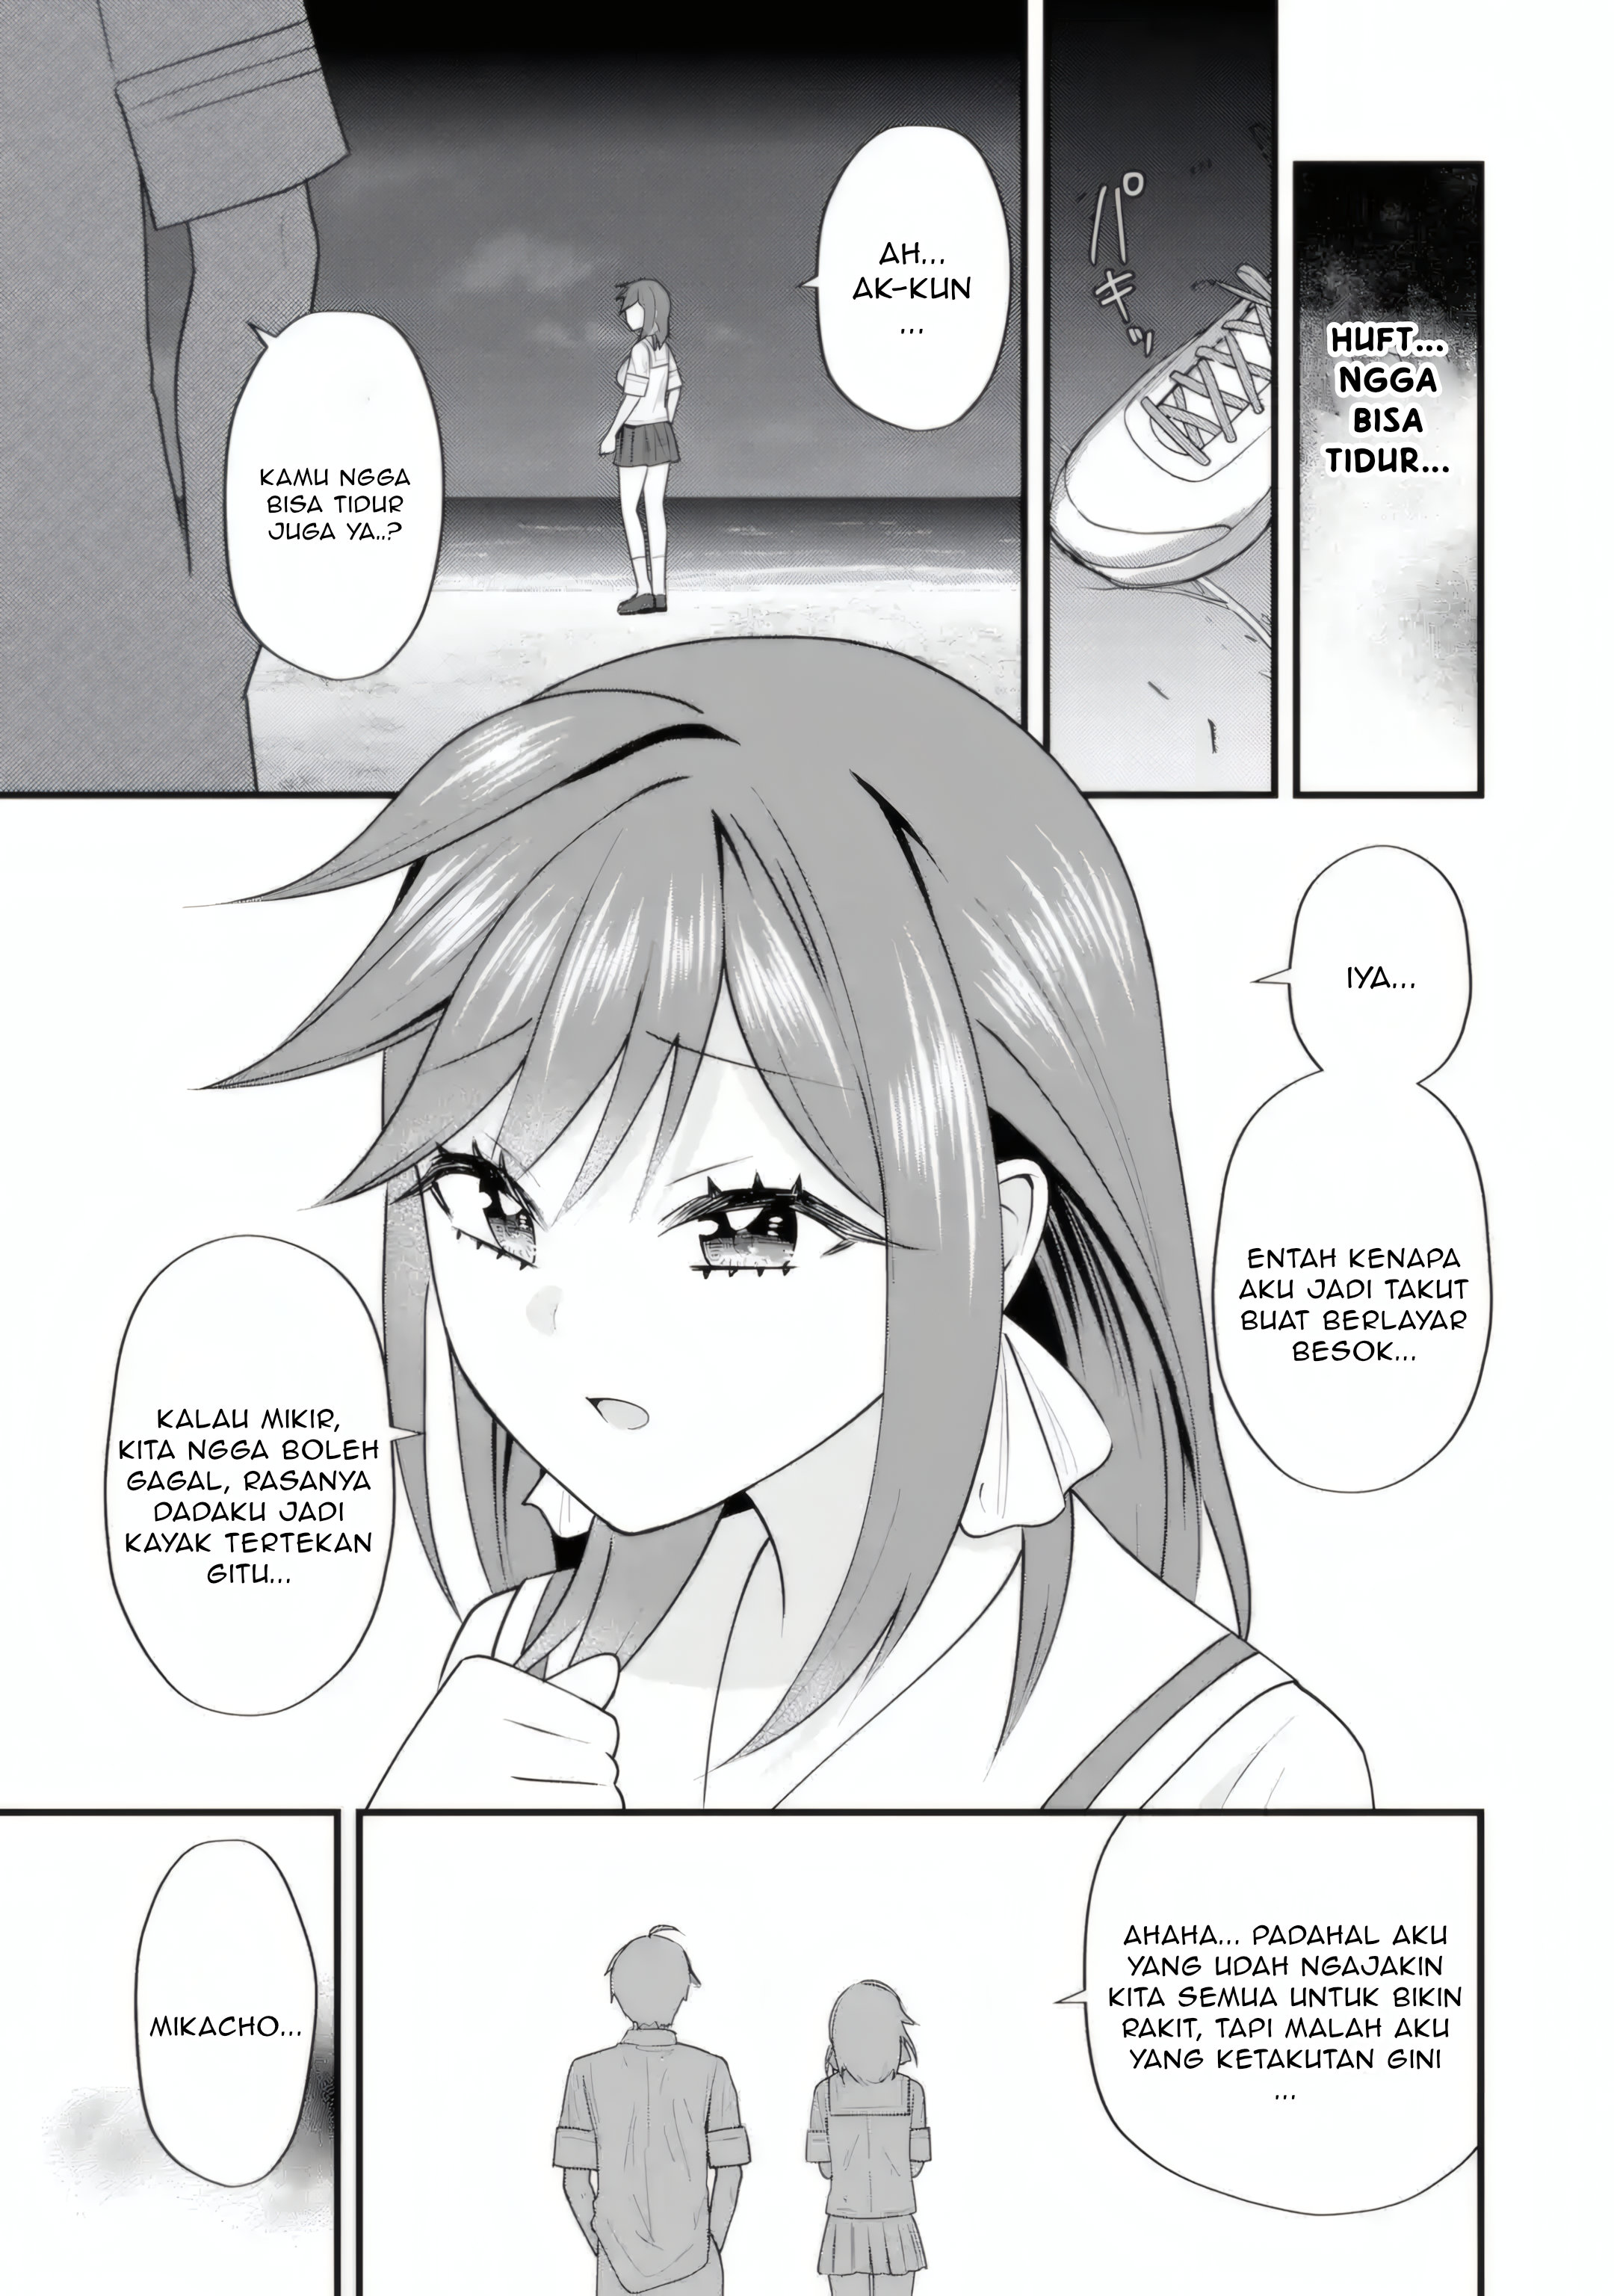 HUFT...
NGGA
BISA
TIDUR...
パキッ
AH...
AK-KUN
...
KAMU NGGA
BISA TIDUR
JUGA YA..?
IYA...
ENTAH KENAPA
AKU JADI TAKUT
BUAT BERLAYAR
BESOK...
KALAU MIKIR,
KITA NGGA BOLEH
GAGAL, RASANYA
DADAKU JADI
KAYAK TERTEKAN
GITU...
AHAHA... PADAHAL AKU
YANG UDAH NGAJAKIN
KITA SEMUA UNTUK BIKIN
RAKIT, TAPI MALAH AKU
YANG KETAKUTAN GINI
...
MIKACHO...